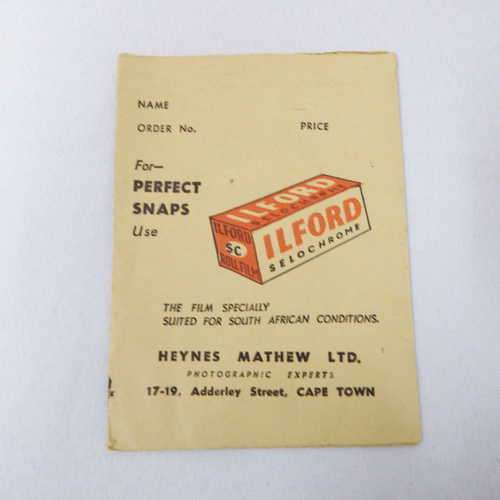 NAME
ORDER No. PRICE
For—
PERFECT
SNAPS
Use
ILFORD
SELOCHROME
ILFORD
SC
ROLL FILM
ILFORD
SELOCHROME
THE FILM SPECIALLY
SUITED FOR SOUTH AFRICAN CONDITIONS.
HEYNES MATHEW LTD.
PHOTOGRAPHIC EXPERTS
17-19, Adderley Street, CAPE TOWN